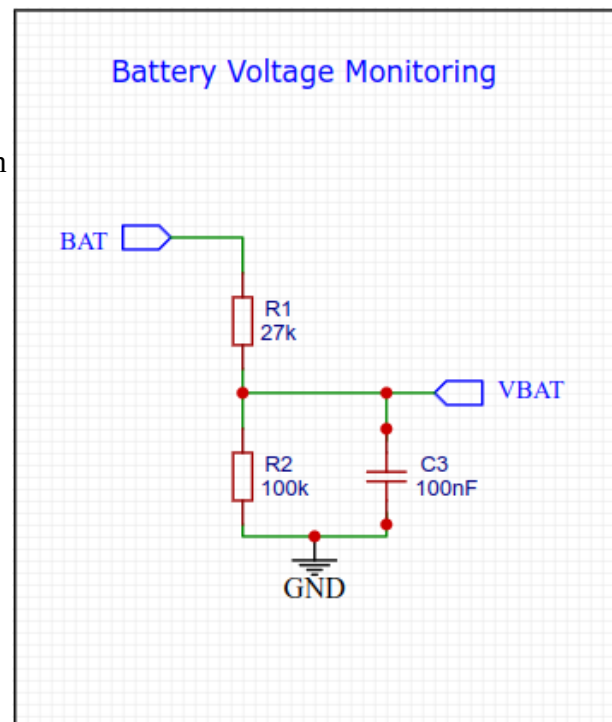 Battery Voltage Monitoring
BAT
R1
27k
VBAT
R2
100k
C3
100nF
GND